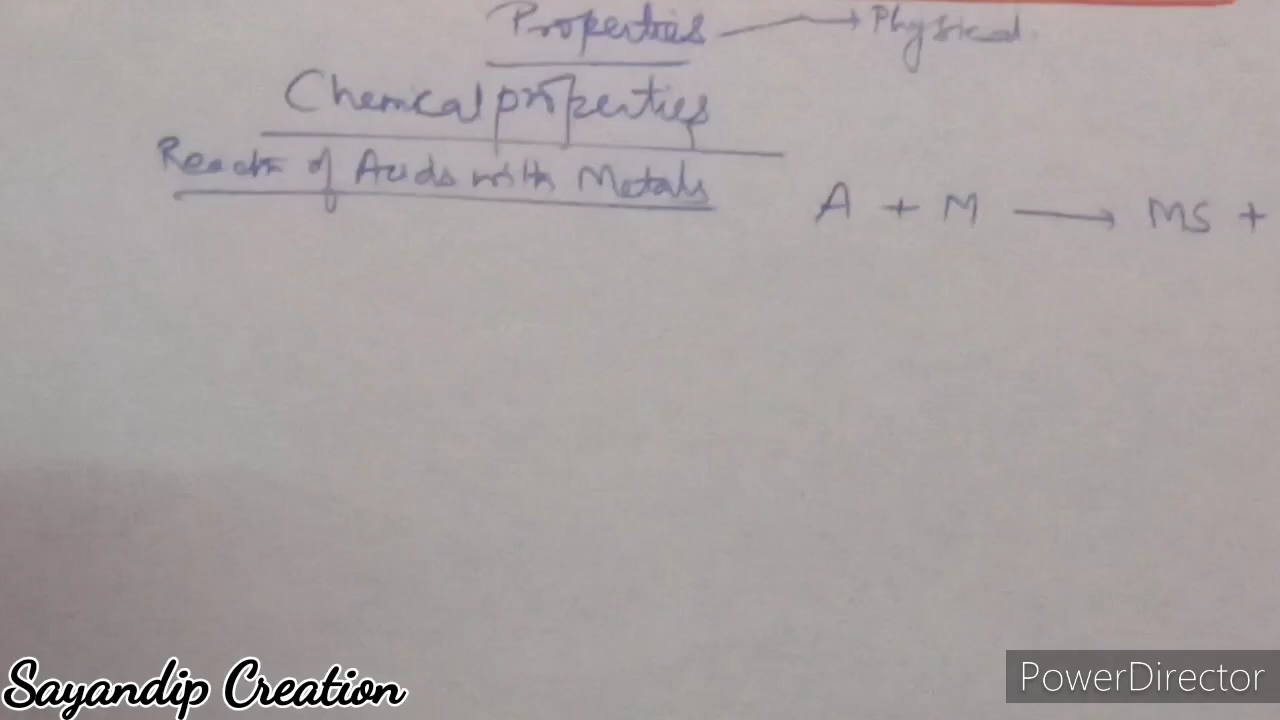 Properties → Physical
Chemical properties
Reactn of Acids with Metals
A + M → MS +
Sayandip Creation
PowerDirector